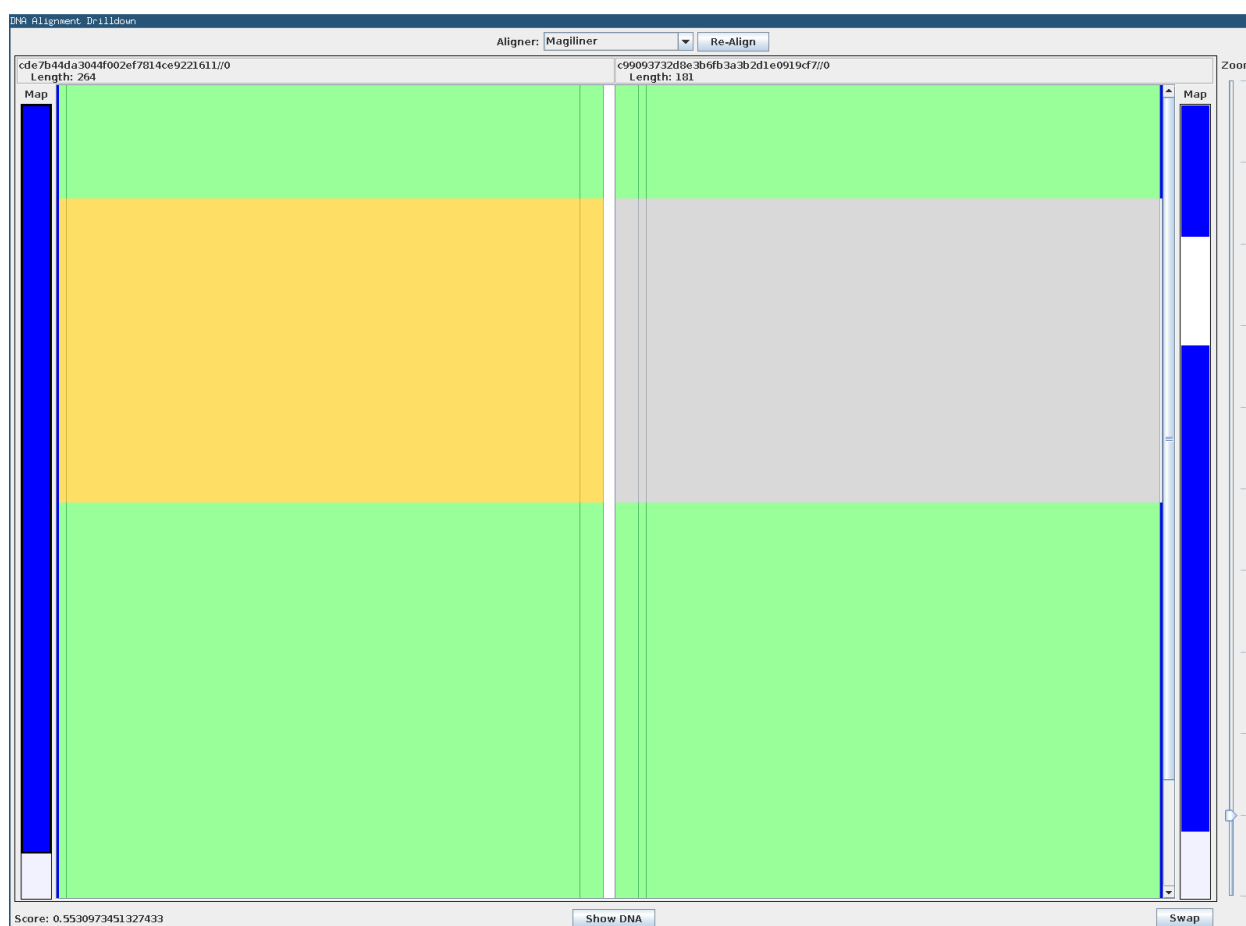 DNA Alignment Drilldown
Aligner: Magiliner Re-Align
cde7b44da3044f002ef7814ce9221611//0
Length: 264
c99093732d8e3b6fb3a3b2d1e0919cf7//0
Length: 181
Zoor
Map
Map
Score: 0.5530973451327433
Show DNA
Swap